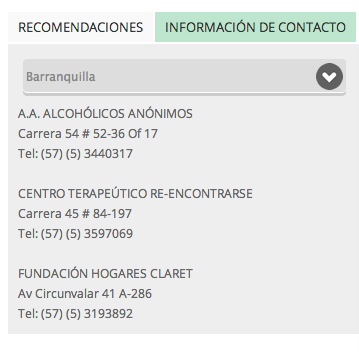 RECOMENDACIONES
INFORMACIÓN DE CONTACTO
Barranquilla
A.A. ALCOHÓLICOS ANÓNIMOS
Carrera 54 # 52-36 Of 17
Tel: (57) (5) 3440317
CENTRO TERAPEÚTICO RE-ENCONTRARSE
Carrera 45 # 84-197
Tel: (57) (5) 3597069
FUNDACIÓN HOGARES CLARET
Av Circunvalar 41 A-286
Tel: (57) (5) 3193892